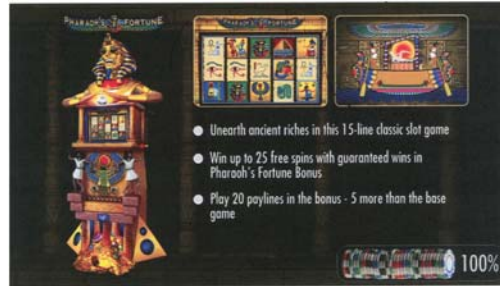 PHARAOH'S FORTUNE
PHARAOH'S FORTUNE
Unearth ancient riches in this 15-line classic slot game
Win up to 25 free spins with guaranteed wins in
Pharaoh's Fortune Bonus
Play 20 paylines in the bonus - 5 more than the base
game
100%